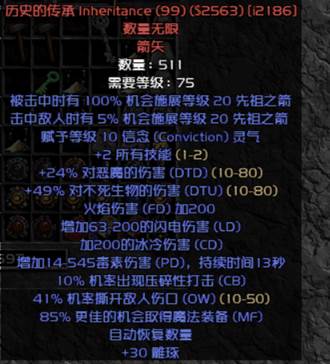 历史的传承 Inheritance (99) ($2563) [i2186]
数量无限
箭矢
数量：511
需要等级：75
被击中时有 100% 机会施展等级 20 先祖之箭
击中敌人时有 5% 机会施展等级 20 先祖之箭
赋予等级 10 信念 (Conviction) 灵气
+2 所有技能 (1-2)
+24% 对恶魔的伤害 (DTD) (10-80)
+49% 对不死生物的伤害 (DTU) (10-80)
火焰伤害 (FD) 加200
增加63-200的闪电伤害 (LD)
加200的冰冷伤害 (CD)
增加14-545毒素伤害 (PD)，持续时间13秒
10% 机率出现压碎性打击 (CB)
41% 机率撕开敌人伤口 (OW) (10-50)
85% 更佳的机会取得魔法装备 (MF)
自动恢复数量
+30 雕球